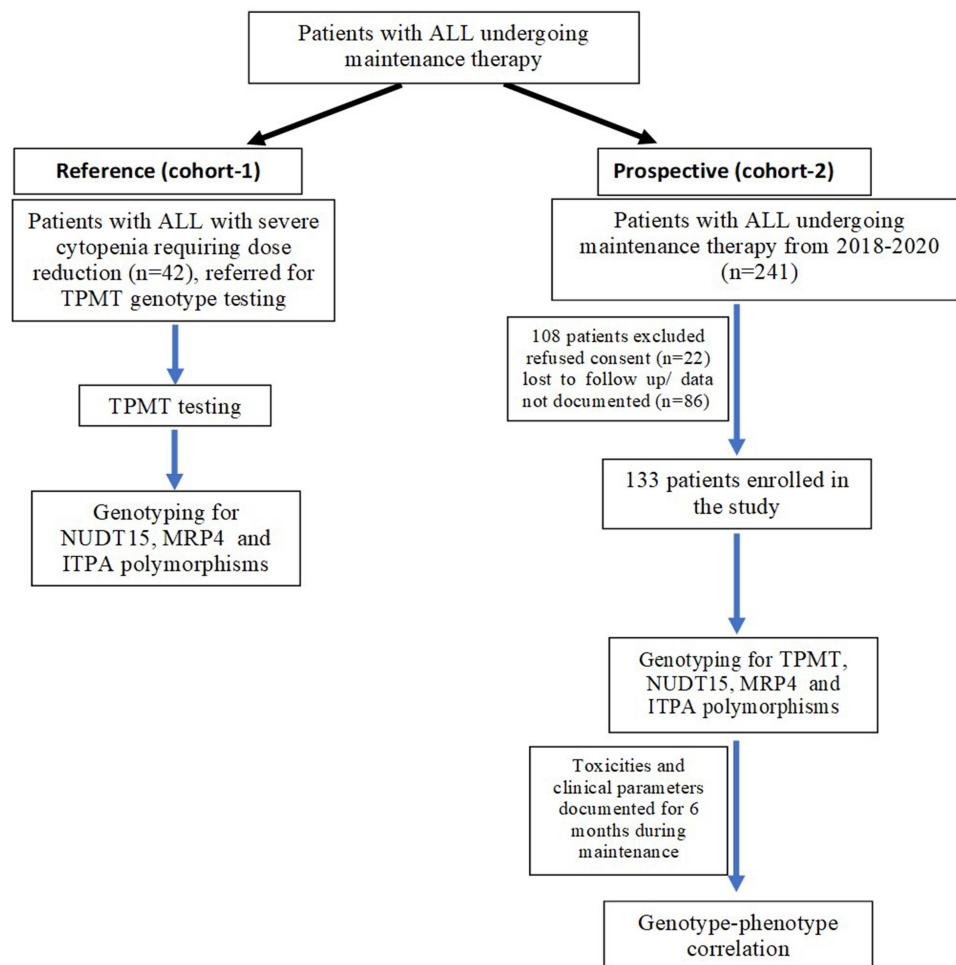 Patients with ALL undergoing
maintenance therapy
Reference (cohort-1)
Patients with ALL with severe
cytopenia requiring dose
reduction (n=42), referred for
TPMT genotype testing
TPMT testing
Genotyping for
NUDT15, MRP4 and
ITPA polymorphisms
Prospective (cohort-2)
Patients with ALL undergoing
maintenance therapy from 2018-2020
(n=241)
108 patients excluded
refused consent (n=22)
lost to follow up/ data
not documented (n=86)
133 patients enrolled in
the study
Genotyping for TPMT,
NUDT15, MRP4 and
ITPA polymorphisms
Toxicities and
clinical parameters
documented for 6
months during
maintenance
Genotype-phenotype
correlation